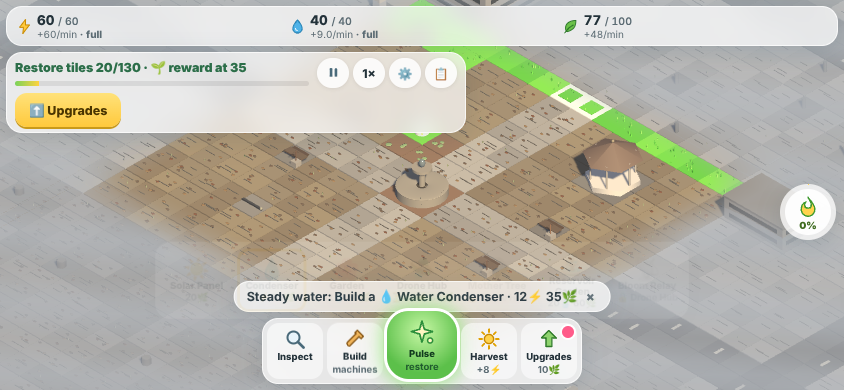 60 / 60
+60/min · full
40 / 40
+9.0/min · full
77 / 100
+48/min
Restore tiles 20/130 · 🌱 reward at 35
1×
⬆️ Upgrades
0%
Steady water: Build a 💧 Water Condenser · 12⚡ 35🌿 ×
Inspect
Build
machines
Pulse
restore
Harvest
+8⚡
Upgrades
10🌿